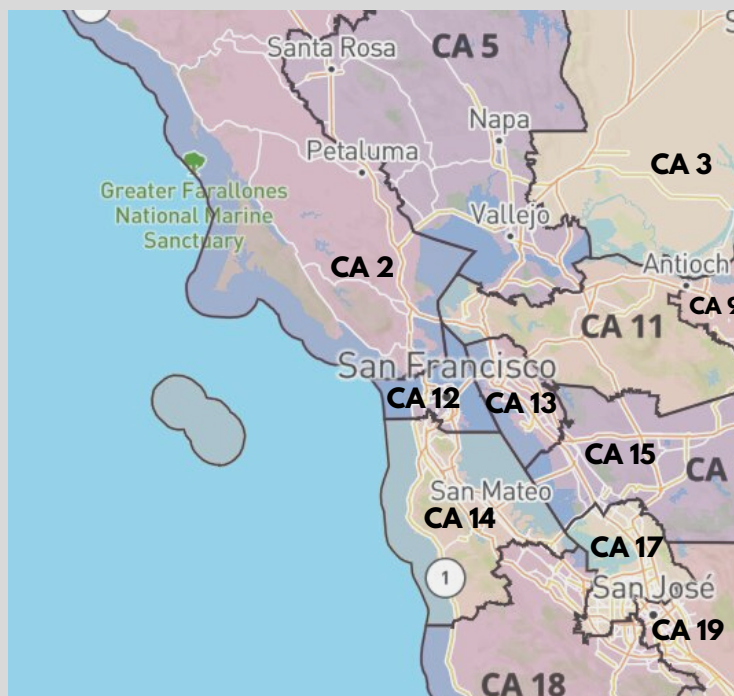 Santa Rosa
CA 5
Napa
Petaluma
CA 3
Greater Farallones
National Marine
Sanctuary
Vallejo
CA 2
Antioch
CA 9
CA 11
San Francisco
CA 12
CA 13
CA 15
CA
San Mateo
CA 14
CA 17
1
San José
CA 19
CA 18